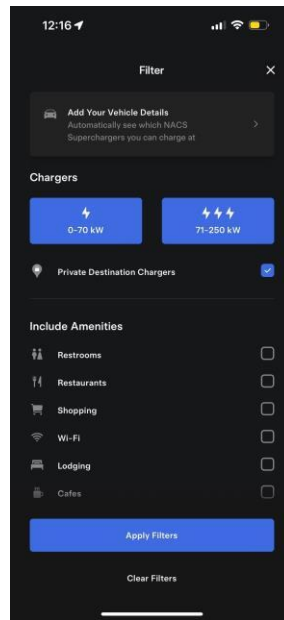 12:16
Filter
Add Your Vehicle Details
Automatically see which NACS
Superchargers you can charge at
Chargers
0-70 kW
71-250 kW
Private Destination Chargers
Include Amenities
Restrooms
Restaurants
Shopping
Wi-Fi
Lodging
Cafes
Apply Filters
Clear Filters